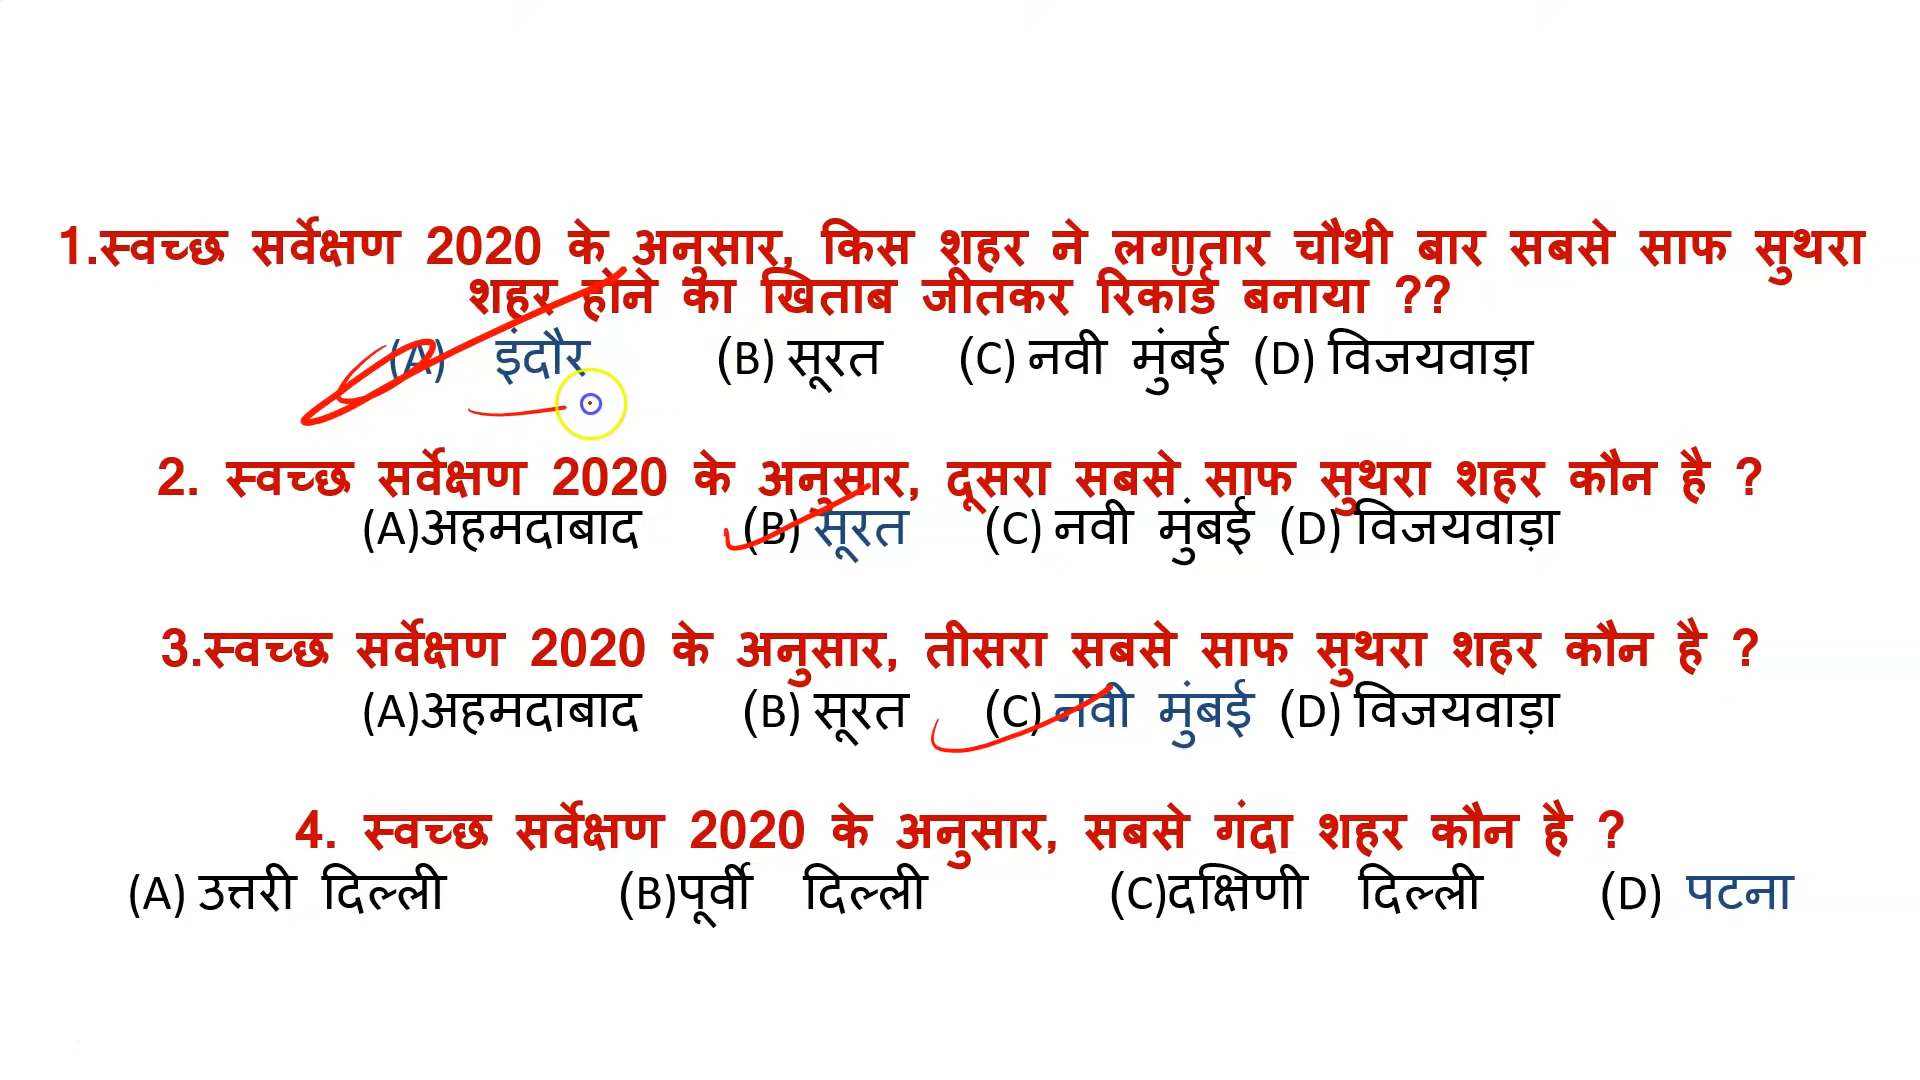 1.स्वच्छ सर्वेक्षण 2020 के अनुसार, किस शहर ने लगातार चौथी बार सबसे साफ सुथरा
शहर होने का खिताब जीतकर रिकॉर्ड बनाया ??
(A) इंदौर (B) सूरत (C) नवी मुंबई (D) विजयवाड़ा
2. स्वच्छ सर्वेक्षण 2020 के अनुसार, दूसरा सबसे साफ सुथरा शहर कौन है ?
(A)अहमदाबाद (B) सूरत (C) नवी मुंबई (D) विजयवाड़ा
3.स्वच्छ सर्वेक्षण 2020 के अनुसार, तीसरा सबसे साफ सुथरा शहर कौन है ?
(A)अहमदाबाद (B) सूरत (C) नवी मुंबई (D) विजयवाड़ा
4. स्वच्छ सर्वेक्षण 2020 के अनुसार, सबसे गंदा शहर कौन है ?
(A) उत्तरी दिल्ली (B)पूर्वी दिल्ली (C)दक्षिणी दिल्ली (D) पटना